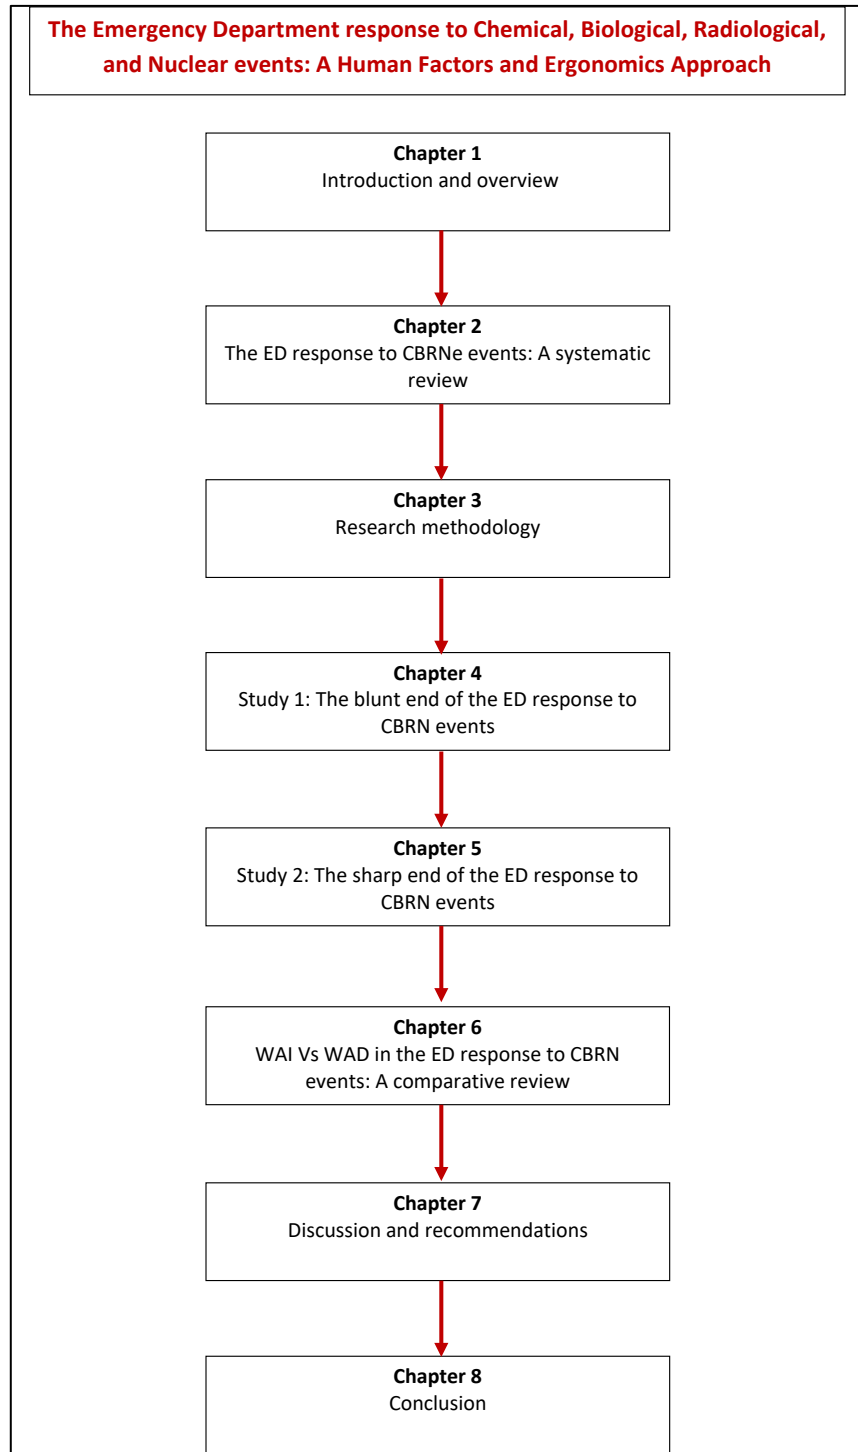 The Emergency Department response to Chemical, Biological, Radiological,
and Nuclear events: A Human Factors and Ergonomics Approach
Chapter 1
Introduction and overview
Chapter 2
The ED response to CBRNe events: A systematic
review
Chapter 3
Research methodology
Chapter 4
Study 1: The blunt end of the ED response to
CBRN events
Chapter 5
Study 2: The sharp end of the ED response to
CBRN events
Chapter 6
WAI Vs WAD in the ED response to CBRN
events: A comparative review
Chapter 7
Discussion and recommendations
Chapter 8
Conclusion